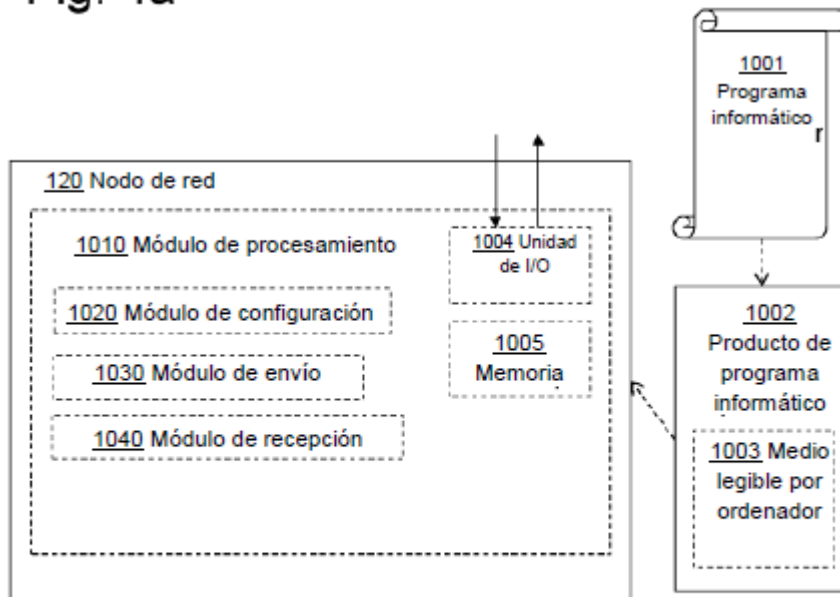 1001
Programa
informático
r
120 Nodo de red
1010 Módulo de procesamiento
1004 Unidad
de I/O
1020 Módulo de configuración
1005
Memoria
1030 Módulo de envío
1040 Módulo de recepción
1002
Producto de
programa
informático
1003 Medio
legible por
ordenador